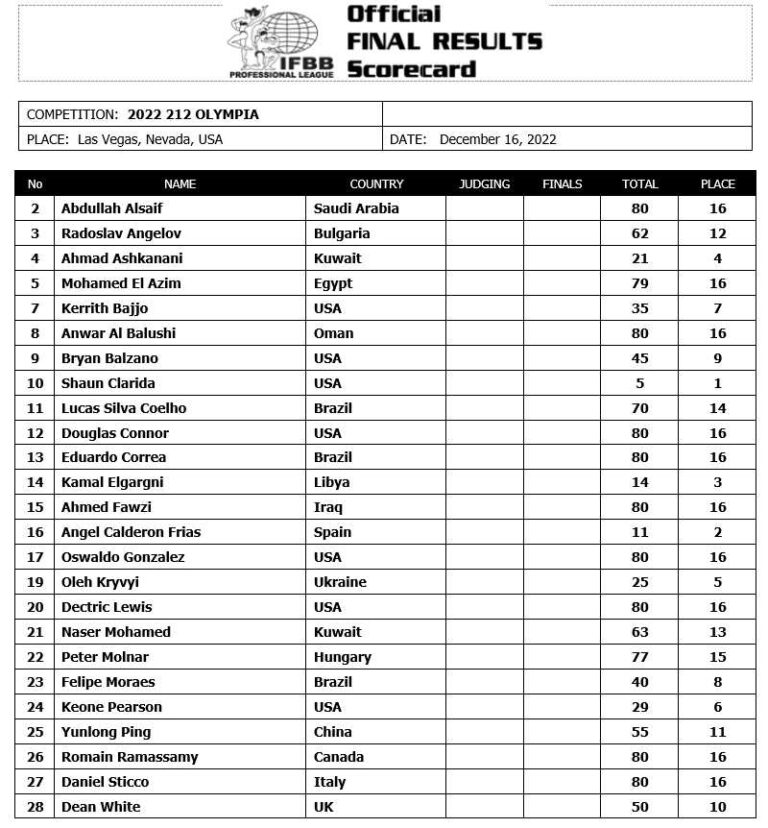 Official
FINAL RESULTS
Scorecard
IFBB
PROFESSIONAL LEAGUE
COMPETITION: 2022 212 OLYMPIA
PLACE: Las Vegas, Nevada, USA DATE: December 16, 2022
No NAME COUNTRY JUDGING FINALS TOTAL PLACE
2 Abdullah Alsaif Saudi Arabia 80 16
3 Radoslav Angelov Bulgaria 62 12
4 Ahmad Ashkanani Kuwait 21 4
5 Mohamed El Azim Egypt 79 16
7 Kerrith Bajjo USA 35 7
8 Anwar Al Balushi Oman 80 16
9 Bryan Balzano USA 45 9
10 Shaun Clarida USA 5 1
11 Lucas Silva Coelho Brazil 70 14
12 Douglas Connor USA 80 16
13 Eduardo Correa Brazil 80 16
14 Kamal Elgargni Libya 14 3
15 Ahmed Fawzi Iraq 80 16
16 Angel Calderon Frias Spain 11 2
17 Oswaldo Gonzalez USA 80 16
19 Oleh Kryvyi Ukraine 25 5
20 Dectric Lewis USA 80 16
21 Naser Mohamed Kuwait 63 13
22 Peter Molnar Hungary 77 15
23 Felipe Moraes Brazil 40 8
24 Keone Pearson USA 29 6
25 Yunlong Ping China 55 11
26 Romain Ramassamy Canada 80 16
27 Daniel Sticco Italy 80 16
28 Dean White UK 50 10